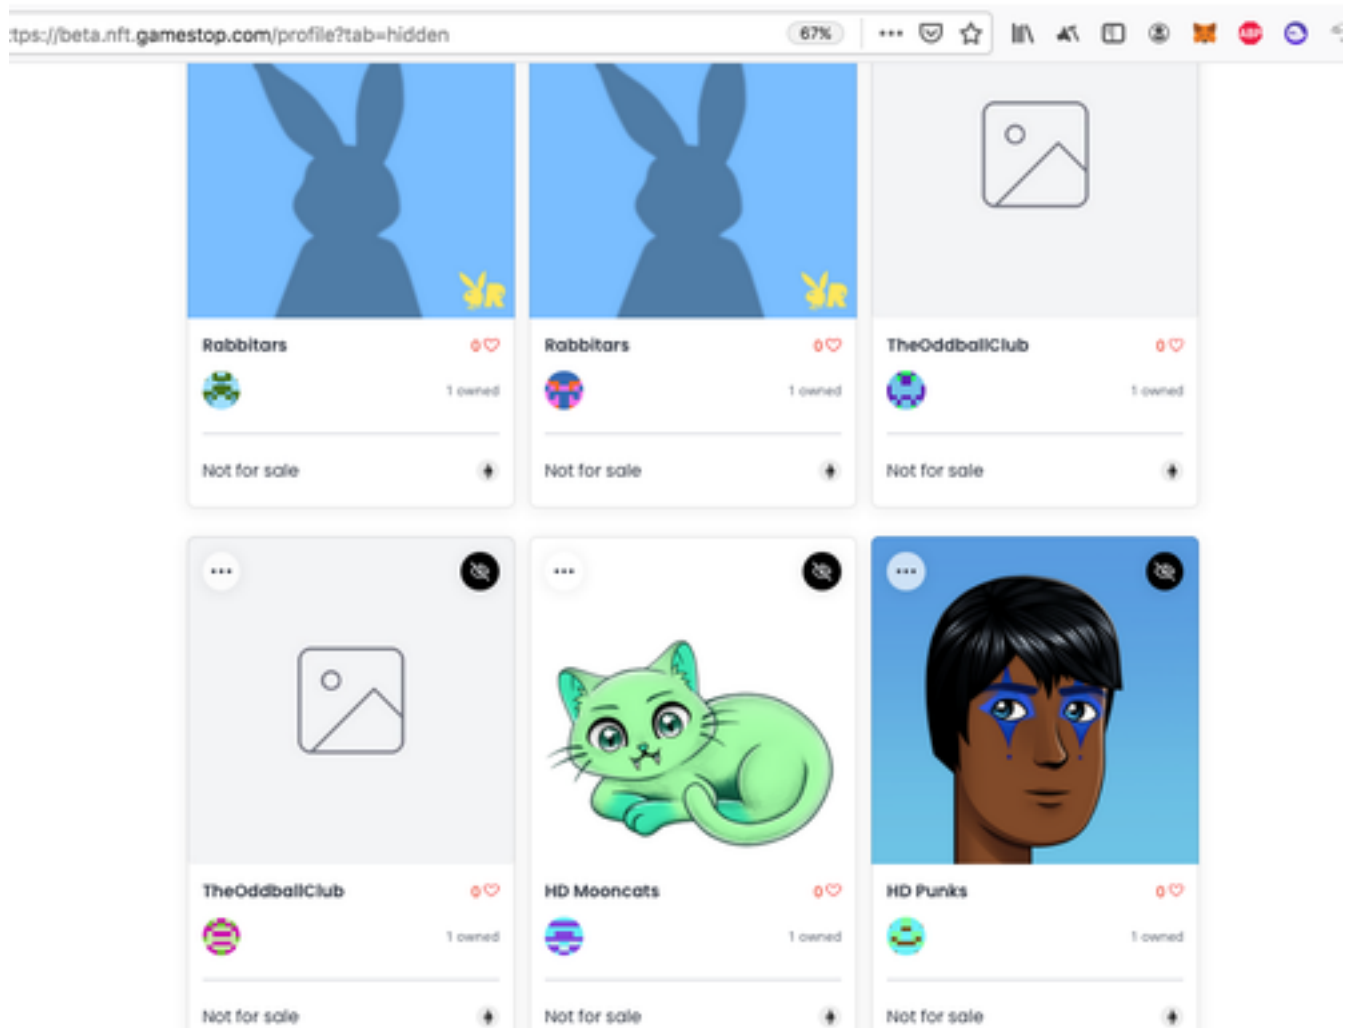 tps://beta.nft.gamestop.com/profile?tab=hidden 67%
ABP
R R
Rabbitars 0 Rabbitars 0 TheOddballClub 0
1 owned 1 owned 1 owned
Not for sale Not for sale Not for sale
TheOddballClub 0 HD Mooncats 0 HD Punks 0
1 owned 1 owned 1 owned
Not for sale Not for sale Not for sale